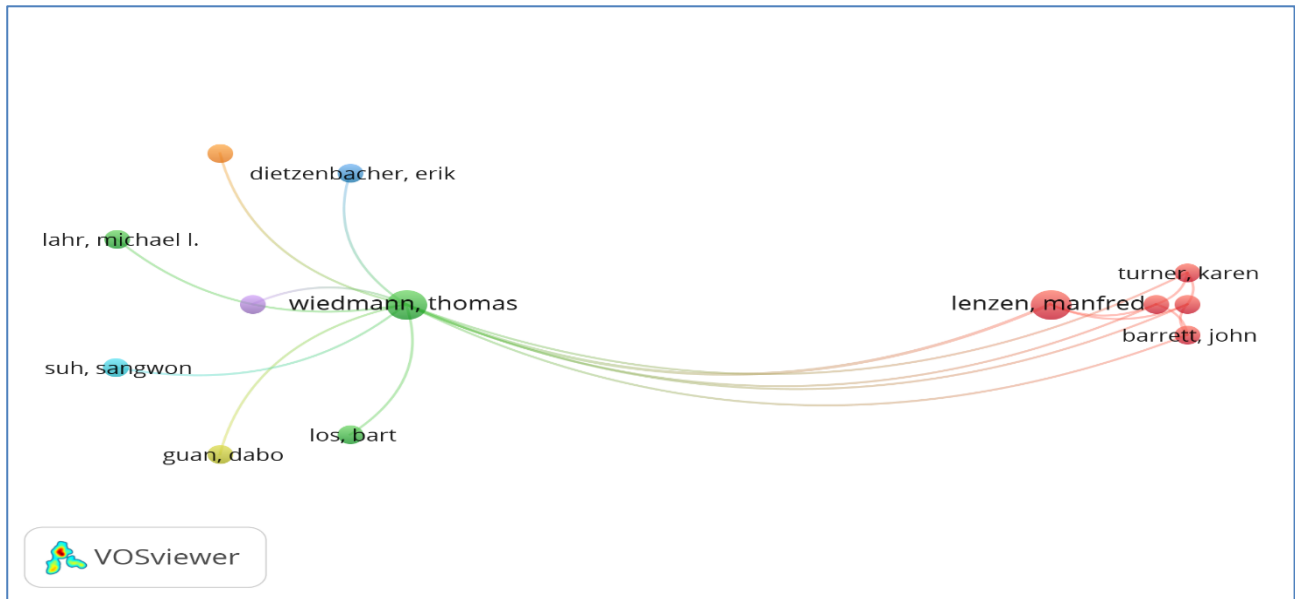 dietzenbacher, erik
lahr, michael l.
turner, karen
wiedmann, thomas
lenzen, manfred
barrett, john
suh, sangwon
los, bart
guan, dabo
VOSviewer